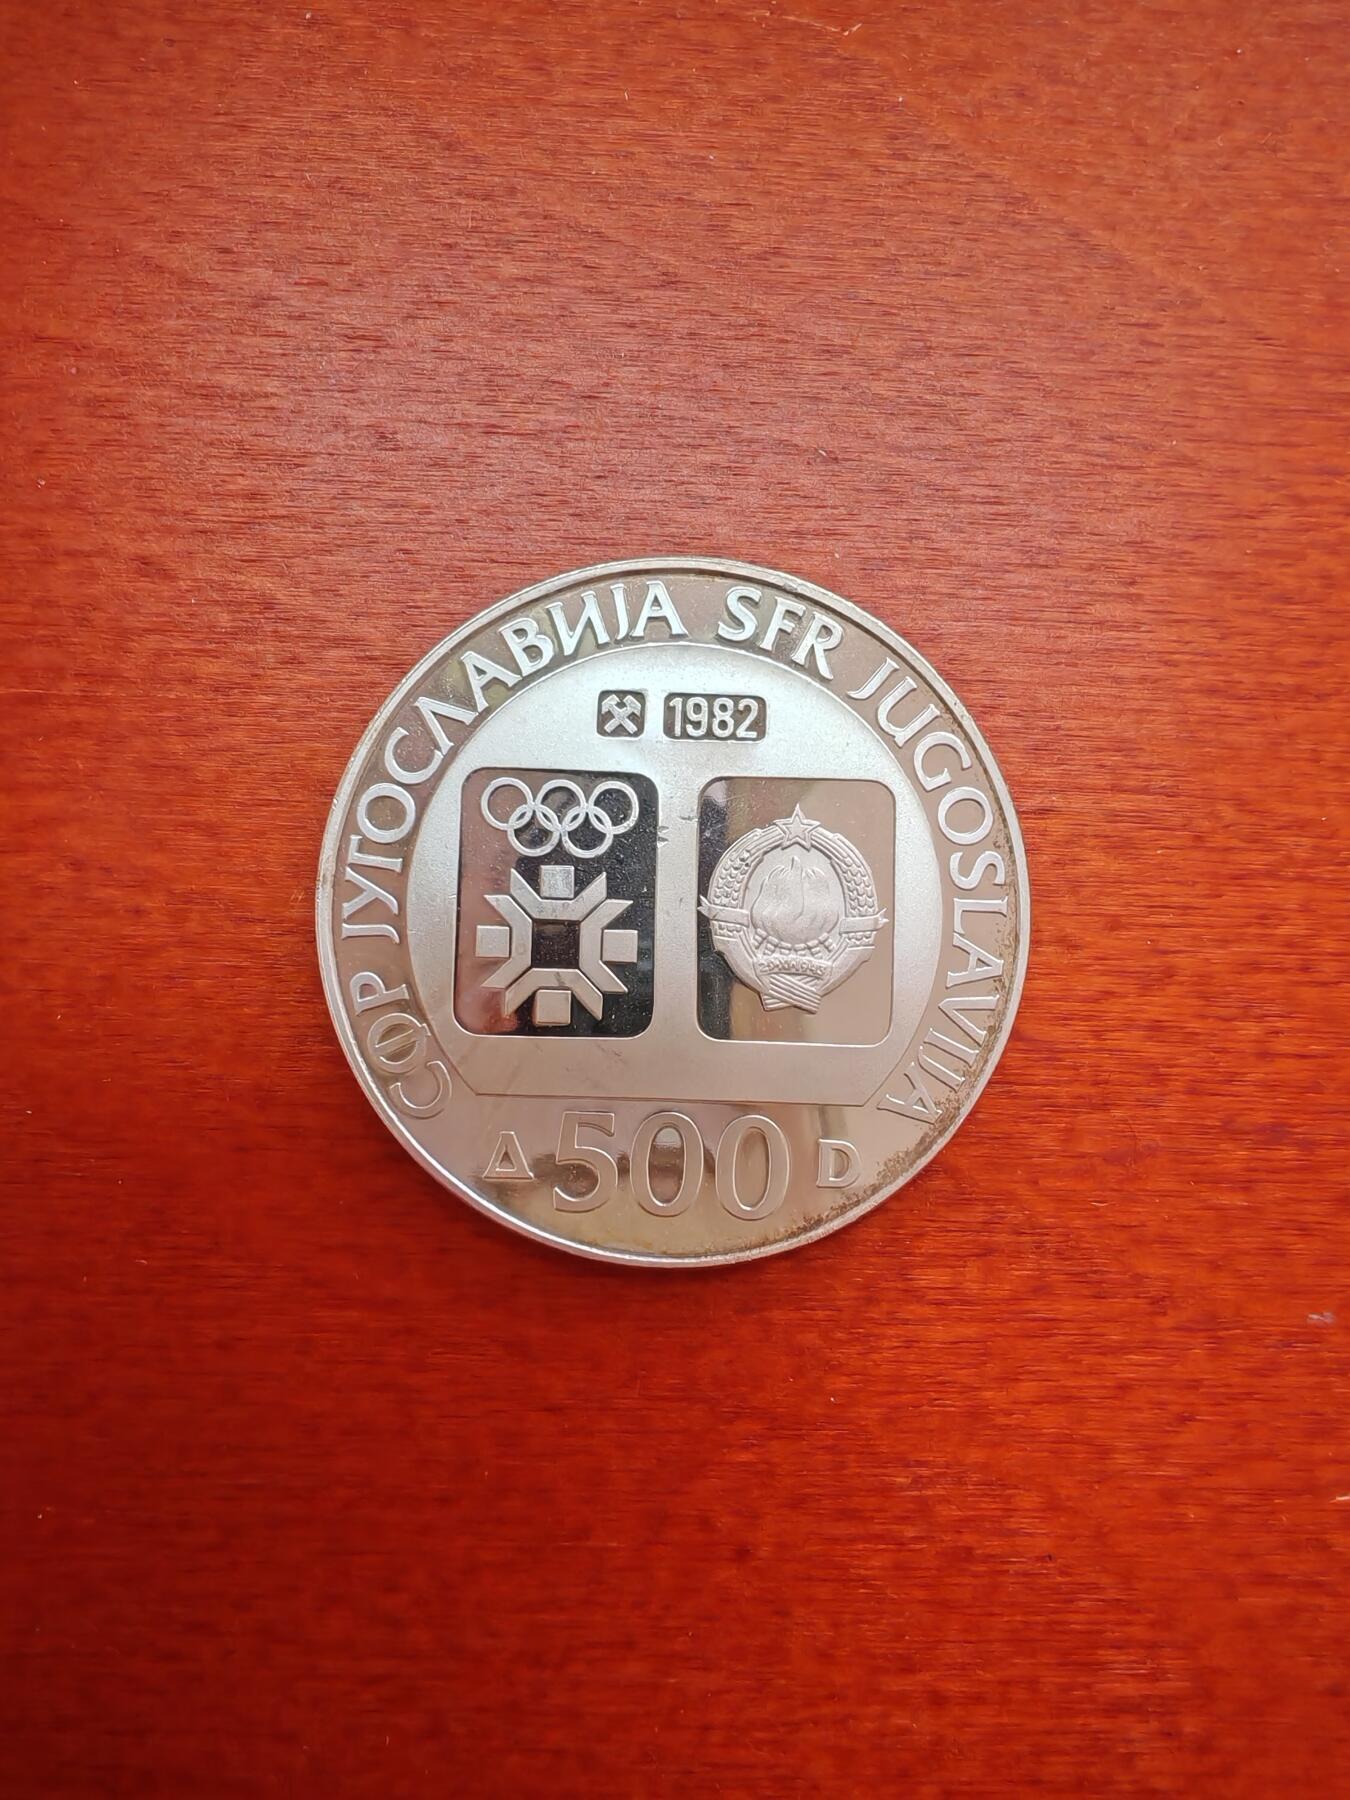 СФР ЈУГОСЛАВИЈА SFR JUGOSLAVIJA
1982
29·XI·1943
Д 500 D